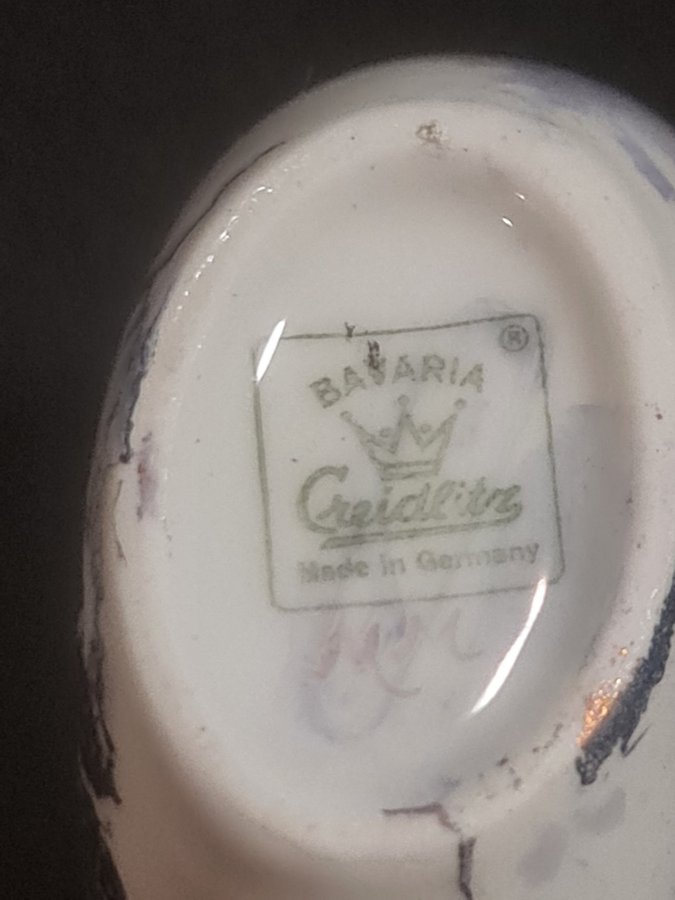 ®
BAVARIA
Creidlitz
Made in Germany